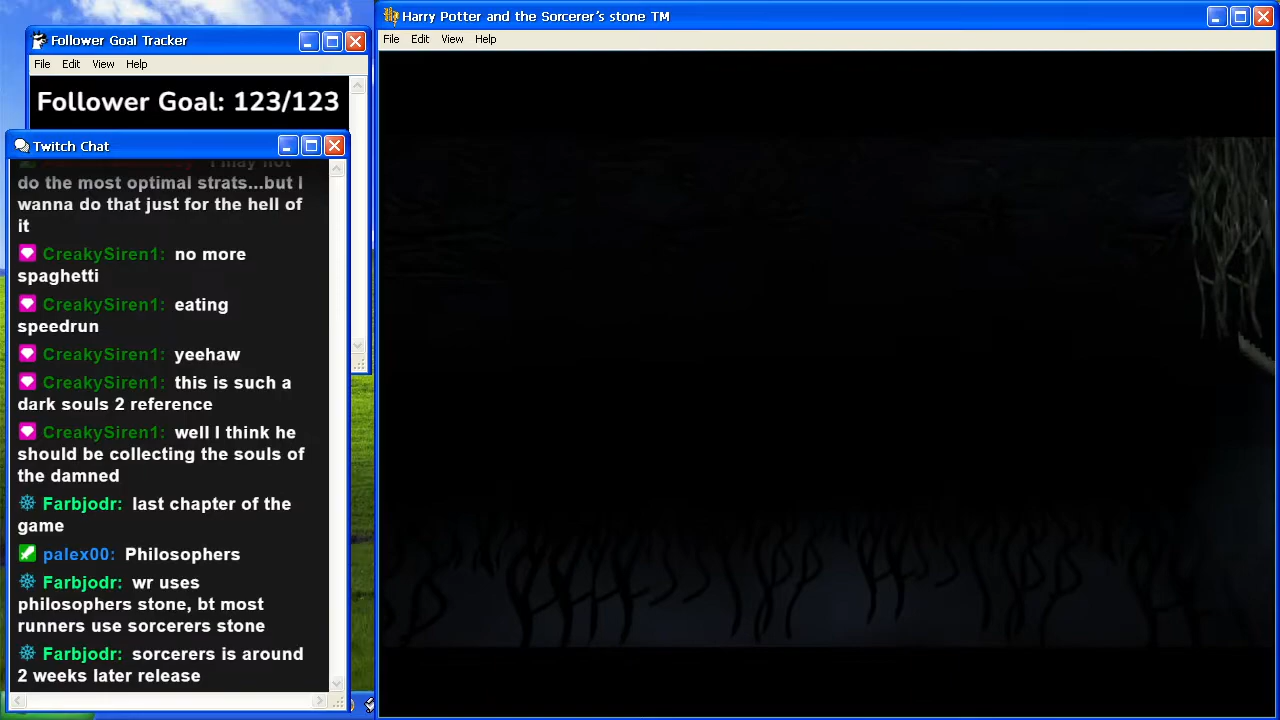 Follower Goal Tracker
File Edit View Help
Follower Goal: 123/123
Twitch Chat
I may not
do the most optimal strats...but I
wanna do that just for the hell of
it
CreakySiren1: no more
spaghetti
CreakySiren1: eating
speedrun
CreakySiren1: yeehaw
CreakySiren1: this is such a
dark souls 2 reference
CreakySiren1: well I think he
should be collecting the souls of
the damned
Farbjodr: last chapter of the
game
palex00: Philosophers
Farbjodr: wr uses
philosophers stone, bt most
runners use sorcerers stone
Farbjodr: sorcerers is around
2 weeks later release
Harry Potter and the Sorcerer's stone TM
File Edit View Help